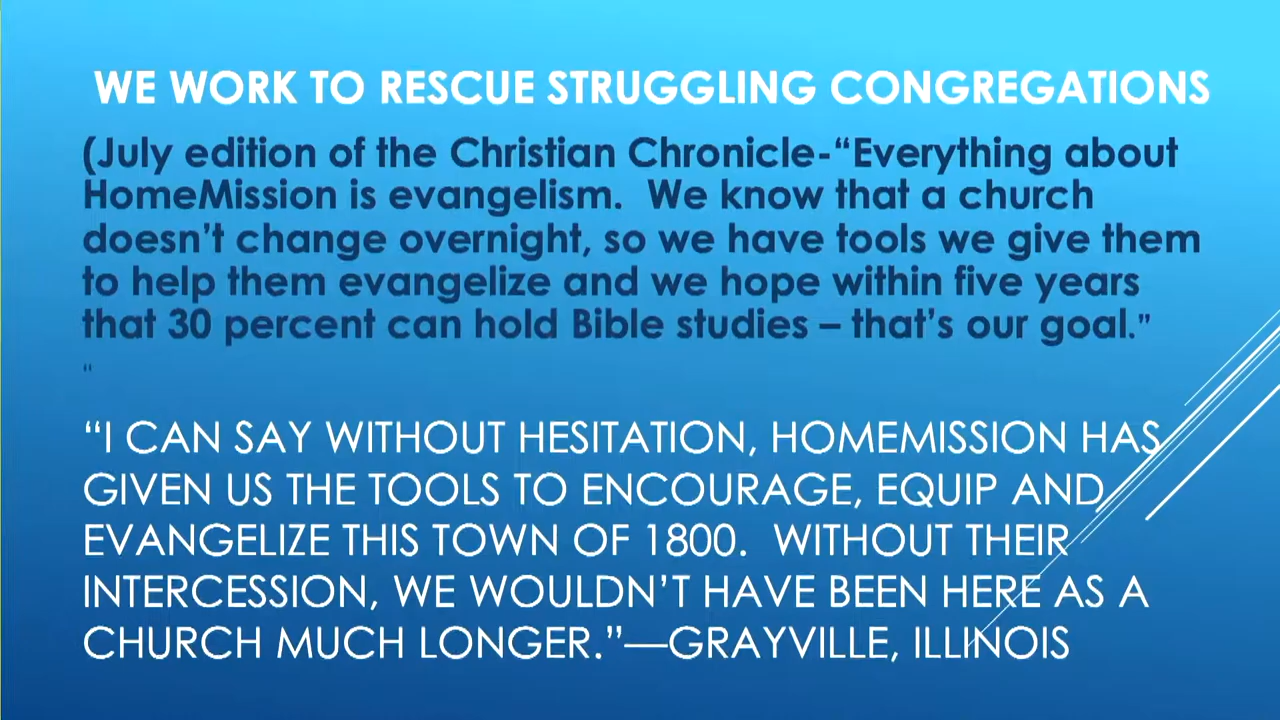 WE WORK TO RESCUE STRUGGLING CONGREGATIONS
(July edition of the Christian Chronicle-“Everything about
HomeMission is evangelism.  We know that a church
doesn’t change overnight, so we have tools we give them
to help them evangelize and we hope within five years
that 30 percent can hold Bible studies – that’s our goal.”
“
“I CAN SAY WITHOUT HESITATION, HOMEMISSION HAS
GIVEN US THE TOOLS TO ENCOURAGE, EQUIP AND
EVANGELIZE THIS TOWN OF 1800.  WITHOUT THEIR
INTERCESSION, WE WOULDN’T HAVE BEEN HERE AS A
CHURCH MUCH LONGER.”—GRAYVILLE, ILLINOIS